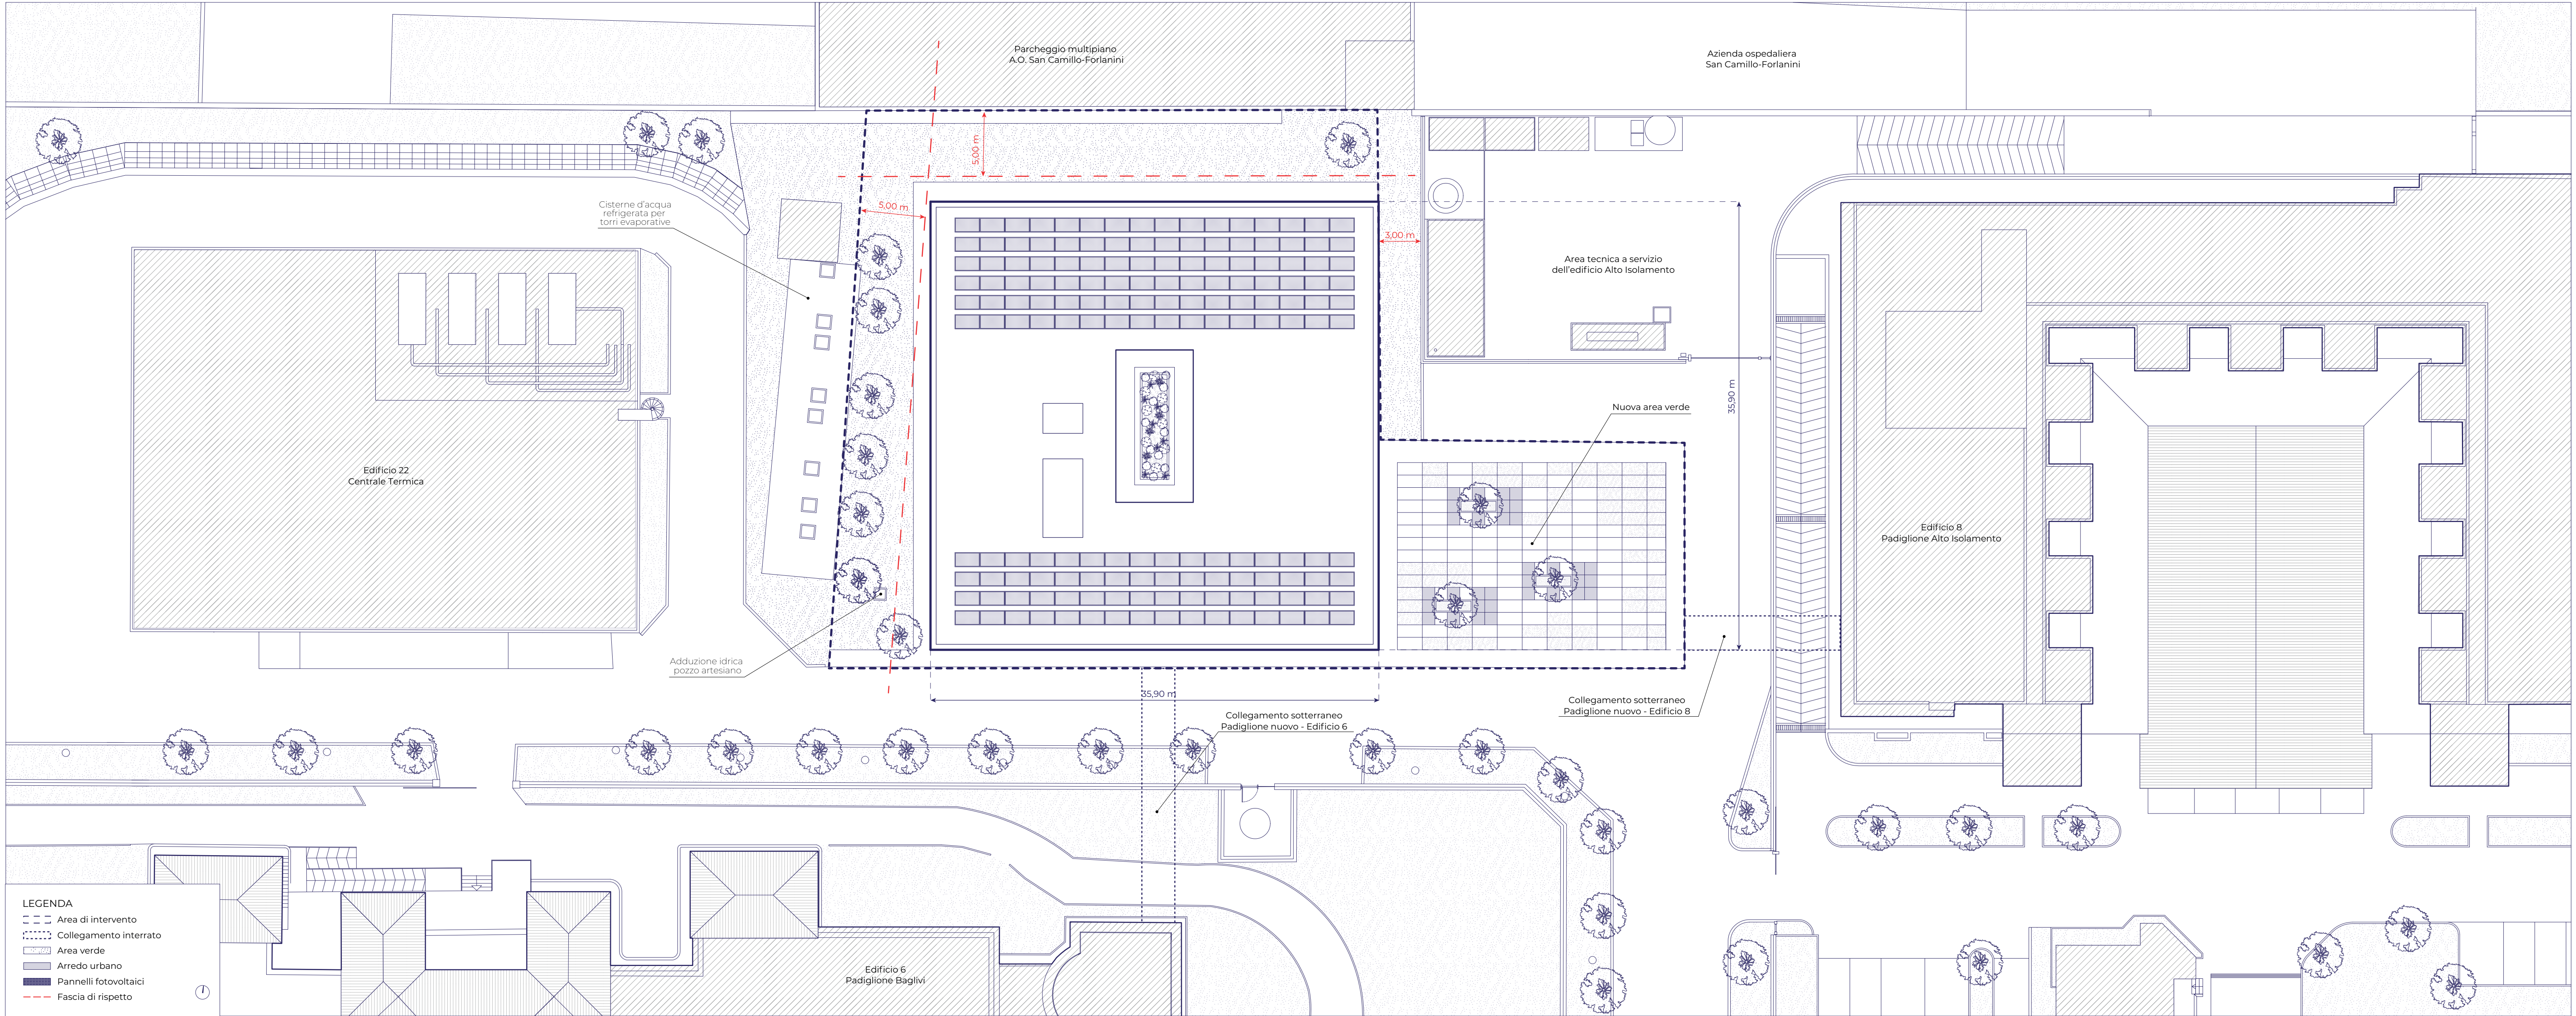 Parcheggio multipiano
A.O. San Camillo-Forlanini
Azienda ospedaliera
San Camillo-Forlanini
5,00 m
Cisterne d'acqua
refrigerata per
torri evaporative
5,00 m
3,00 m
Area tecnica a servizio
dell'edificio Alto Isolamento
35,90 m
Nuova area verde
Edificio 22
Centrale Termica
Edificio 8
Padiglione Alto Isolamento
Adduzione idrica
pozzo artesiano
35,90 m
Collegamento sotterraneo
Padiglione nuovo - Edificio 8
Collegamento sotterraneo
Padiglione nuovo - Edificio 6
Edificio 6
Padiglione Baglivi
LEGENDA
Area di intervento
Collegamento interrato
Area verde
Arredo urbano
Pannelli fotovoltaici
Fascia di rispetto